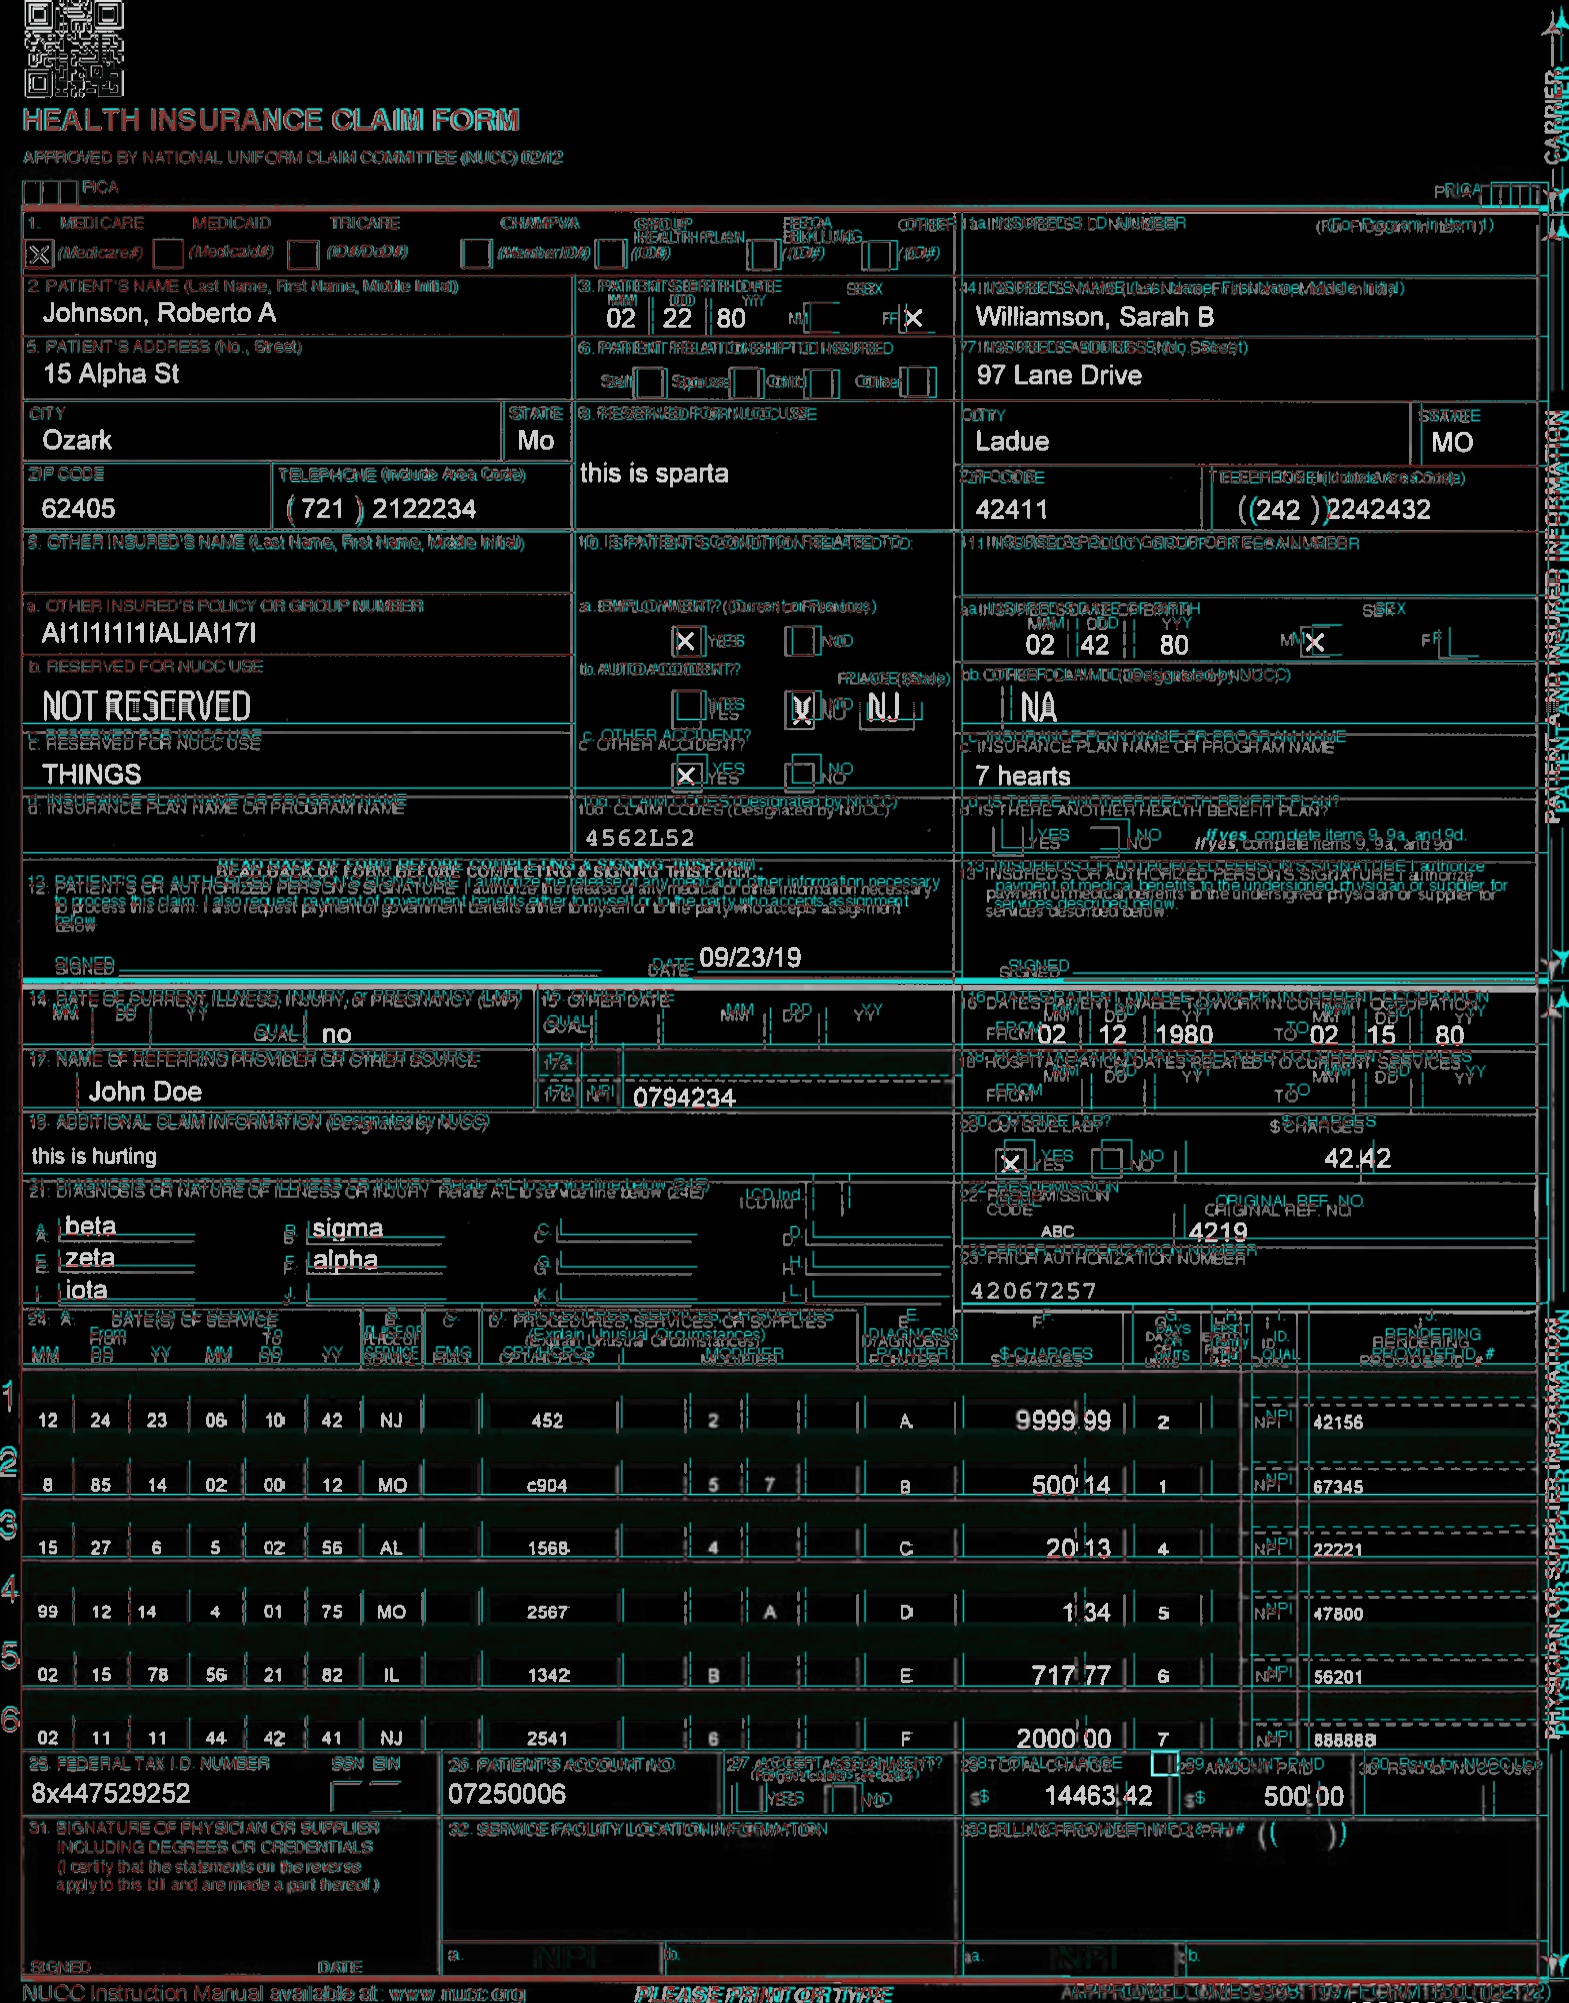 HEALTH INSURANCE CLAIM FORM
APPROVED BY NATIONAL UNIFORM CLAIM COMMITTEE (NUCC) 02/12
PICA PICA
CARRIER
1. MEDICARE MEDICAID TRICARE CHAMPVA GROUP HEALTH PLAN FECA BLK LUNG OTHER 1a. INSURED'S I.D. NUMBER (For Program in Item 1)
X (Medicare#) (Medicaid#) (ID#/DoD#) (Member ID#) (ID#) (ID#) (ID#)
2. PATIENT'S NAME (Last Name, First Name, Middle Initial) 3. PATIENT'S BIRTH DATE SEX 4. INSURED'S NAME (Last Name, First Name, Middle Initial)
MM DD YY
Johnson, Roberto A 02 22 80 M F X Williamson, Sarah B
5. PATIENT'S ADDRESS (No., Street) 6. PATIENT RELATIONSHIP TO INSURED 7. INSURED'S ADDRESS (No., Street)
15 Alpha St Self Spouse Child Other 97 Lane Drive
CITY STATE 8. RESERVED FOR NUCC USE CITY STATE
Ozark Mo Ladue MO
ZIP CODE TELEPHONE (Include Area Code) this is sparta ZIP CODE TELEPHONE (Include Area Code)
62405 ( 721 ) 2122234 42411 (242 ) 2242432
9. OTHER INSURED'S NAME (Last Name, First Name, Middle Initial) 10. IS PATIENT'S CONDITION RELATED TO: 11. INSURED'S POLICY GROUP OR FECA NUMBER
a. OTHER INSURED'S POLICY OR GROUP NUMBER a. EMPLOYMENT? (Current or Previous) a. INSURED'S DATE OF BIRTH SEX
MM DD YY
X YES NO 02 42 80 M X F
b. RESERVED FOR NUCC USE b. AUTO ACCIDENT? PLACE (State) b. OTHER CLAIM ID (Designated by NUCC)
NOT RESERVED YES NO NJ NA
c. RESERVED FOR NUCC USE c. OTHER ACCIDENT? c. INSURANCE PLAN NAME OR PROGRAM NAME
THINGS X YES NO 7 hearts
d. INSURANCE PLAN NAME OR PROGRAM NAME 10d. CLAIM CODES (Designated by NUCC) d. IS THERE ANOTHER HEALTH BENEFIT PLAN?
4562L52 YES NO If yes, complete items 9, 9a, and 9d.
READ BACK OF FORM BEFORE COMPLETING & SIGNING THIS FORM.
12. PATIENT'S OR AUTHORIZED PERSON'S SIGNATURE I authorize the release of any medical or other information necessary
to process this claim. I also request payment of government benefits either to myself or to the party who accepts assignment
below.
13. INSURED'S OR AUTHORIZED PERSON'S SIGNATURE I authorize
payment of medical benefits to the undersigned physician or supplier for
services described below.
SIGNED DATE 09/23/19 SIGNED
PATIENT AND INSURED INFORMATION
14. DATE OF CURRENT ILLNESS, INJURY, or PREGNANCY (LMP) 15. OTHER DATE 16. DATES PATIENT UNABLE TO WORK IN CURRENT OCCUPATION
MM DD YY QUAL. no QUAL. MM DD YY FROM 02 12 1980 TO 02 15 80
17. NAME OF REFERRING PROVIDER OR OTHER SOURCE 17a. 18. HOSPITALIZATION DATES RELATED TO CURRENT SERVICES
John Doe 17b. NPI 0794234 FROM MM DD YY TO MM DD YY
19. ADDITIONAL CLAIM INFORMATION (Designated by NUCC) 20. OUTSIDE LAB? $ CHARGES
this is hurting X YES NO 42.42
21. DIAGNOSIS OR NATURE OF ILLNESS OR INJURY Relate A-L to service line below (24E) ICD Ind. 22. RESUBMISSION CODE ORIGINAL REF. NO.
A. beta B. sigma C. D. ABC 4219
E. zeta F. alpha G. H. 23. PRIOR AUTHORIZATION NUMBER
I. iota J. K. L. 42067257
24. A. DATE(S) OF SERVICE B. C. D. PROCEDURES, SERVICES, OR SUPPLIES E. F. G. H. I. J.
From To PLACE OF (Explain Unusual Circumstances) DIAGNOSIS DAYS ID. RENDERING
MM DD YY MM DD YY SERVICE EMG CPT/HCPCS MODIFIER POINTER $ CHARGES UNITS QUAL. PROVIDER ID. #
1 12 24 23 06 10 42 NJ 452 2 A 9999 99 2 NPI 42156
2 8 85 14 02 00 12 MO c904 5 7 B 500 14 1 NPI 67345
3 15 27 6 5 02 56 AL 1568 4 C 20 13 4 NPI 22221
4 99 12 14 4 01 75 MO 2567 A D 1 34 5 NPI 47800
5 02 15 78 56 21 82 IL 1342 B E 717 77 6 NPI 56201
6 02 11 11 44 42 41 NJ 2541 6 F 2000 00 7 NPI 888888
25. FEDERAL TAX I.D. NUMBER SSN EIN 26. PATIENT'S ACCOUNT NO. 27. ACCEPT ASSIGNMENT? 28. TOTAL CHARGE 29. AMOUNT PAID 30. Rsvd for NUCC Use
8x447529252 07250006 YES NO $ 14463.42 $ 500.00
31. SIGNATURE OF PHYSICIAN OR SUPPLIER 32. SERVICE FACILITY LOCATION INFORMATION 33. BILLING PROVIDER INFO & PH # ( )
INCLUDING DEGREES OR CREDENTIALS
(I certify that the statements on the reverse
apply to this bill and are made a part thereof.)
SIGNED DATE a. NPI b. a. NPI b.
PHYSICIAN OR SUPPLIER INFORMATION
NUCC Instruction Manual available at: www.nucc.org PLEASE PRINT OR TYPE